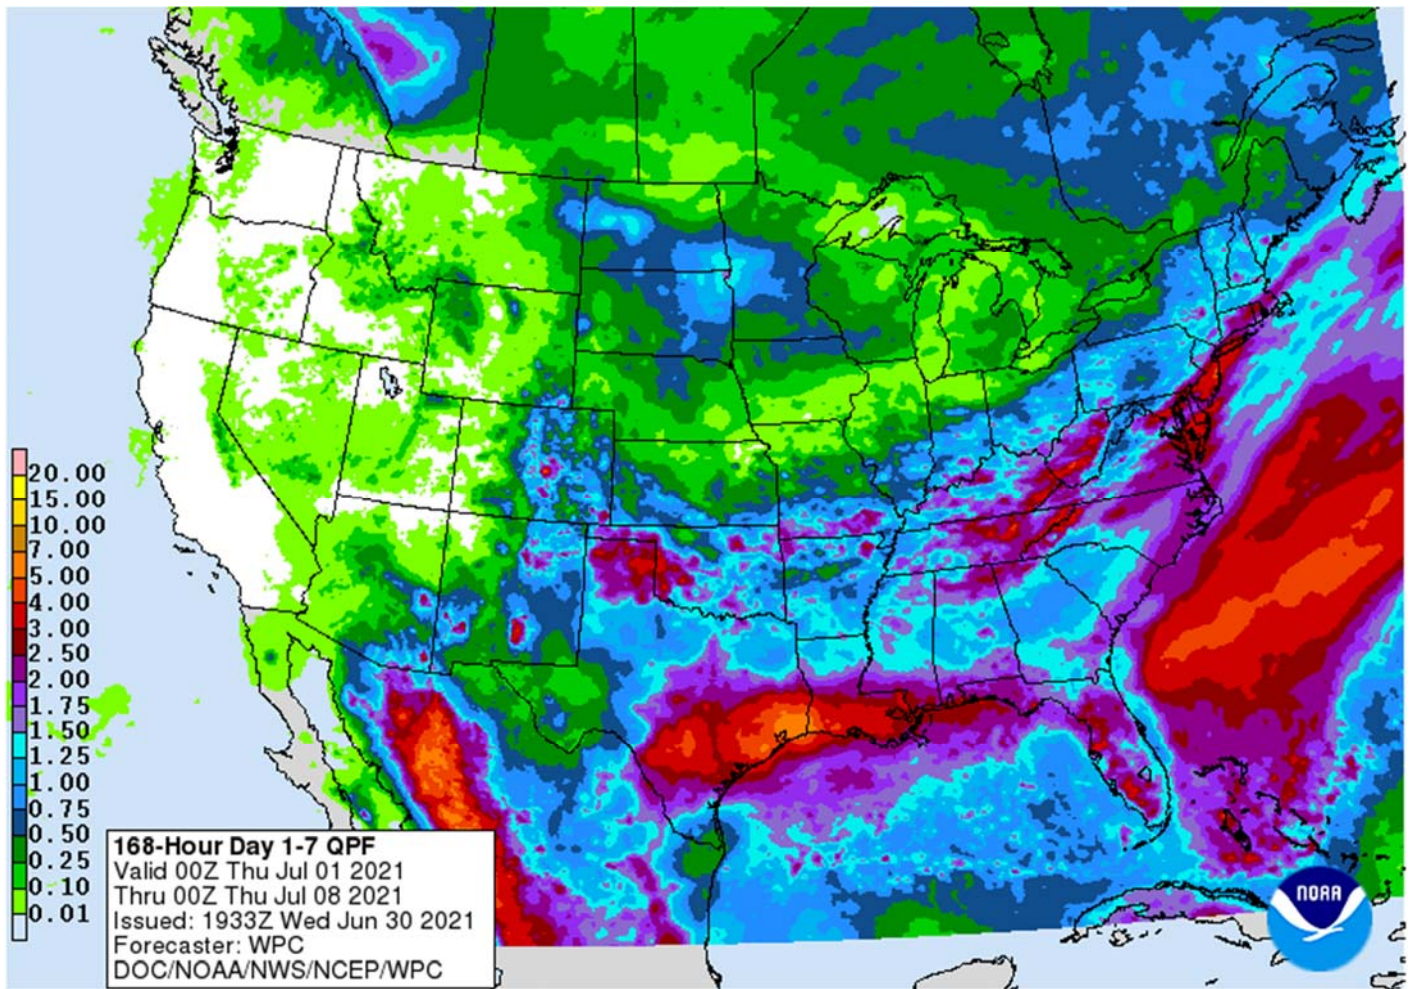 20.00
15.00
10.00
7.00
5.00
4.00
3.00
2.50
2.00
1.75
1.50
1.25
1.00
0.75
0.50
0.25
0.10
0.01
168-Hour Day 1-7 QPF
Valid 00Z Thu Jul 01 2021
Thru 00Z Thu Jul 08 2021
Issued: 1933Z Wed Jun 30 2021
Forecaster: WPC
DOC/NOAA/NWS/NCEP/WPC
NOAA